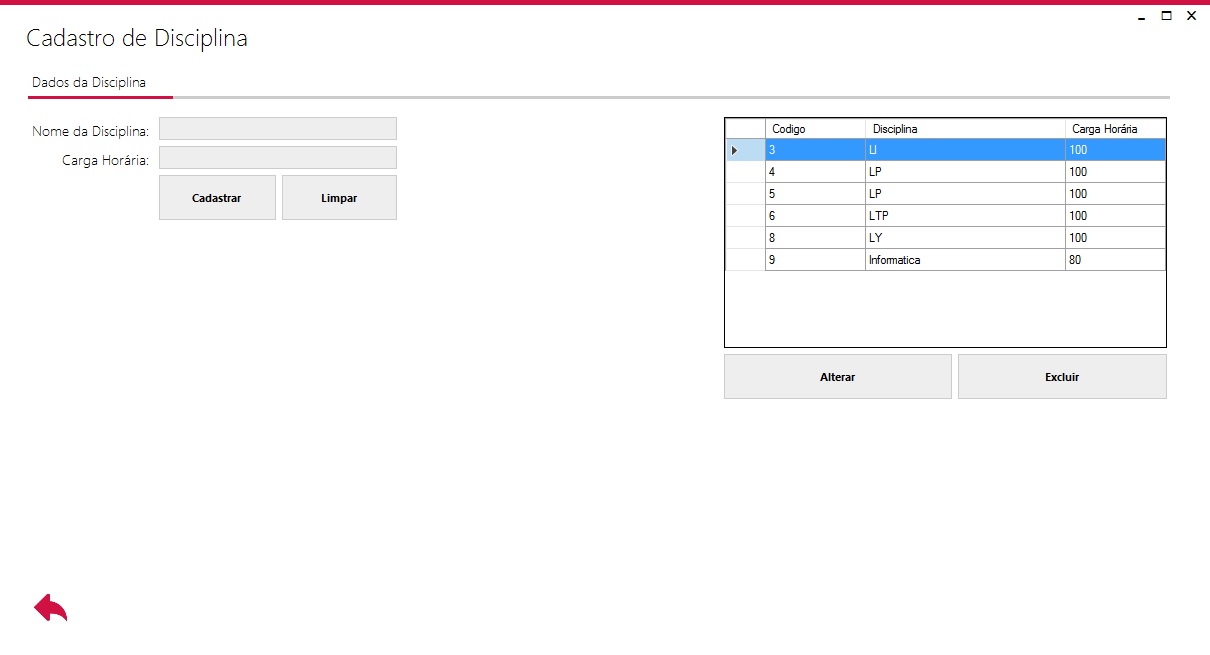 Cadastro de Disciplina
Dados da Disciplina
Nome da Disciplina:
Carga Horária:
Cadastrar Limpar
Codigo Disciplina Carga Horária
3 LI 100
4 LP 100
5 LP 100
6 LTP 100
8 LY 100
9 Informatica 80
Alterar Excluir